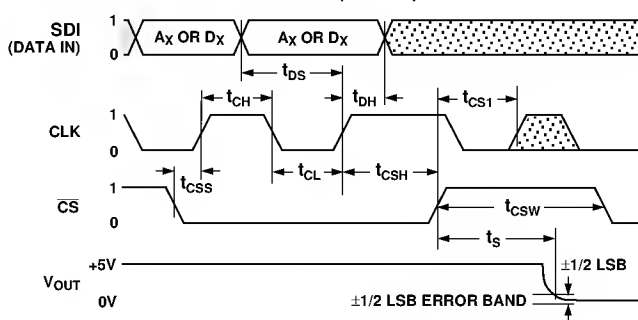 SDI
(DATA IN)
1
0
AX OR DX
AX OR DX
tDS
tCH
tDH
tCS1
CLK
1
0
tCSS
tCL
tCSH
CS
1
0
tCSW
tS
VOUT
+5V
0V
±1/2 LSB
±1/2 LSB ERROR BAND